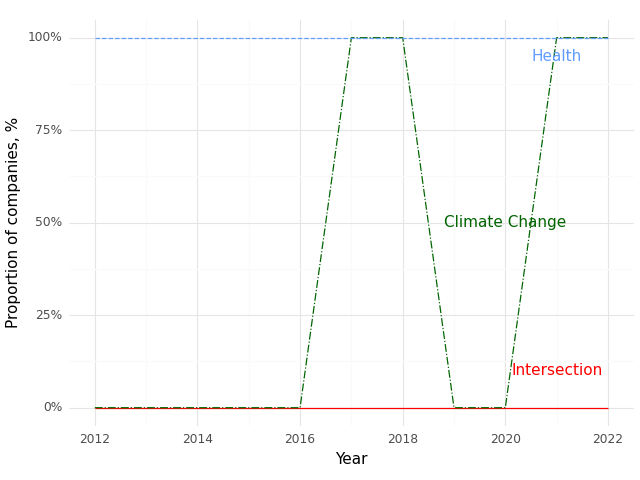 100%
Health
75%
50%
Climate Change
25%
Intersection
0%
2012
2014
2016
2018
2020
2022
Year
Proportion of companies, %